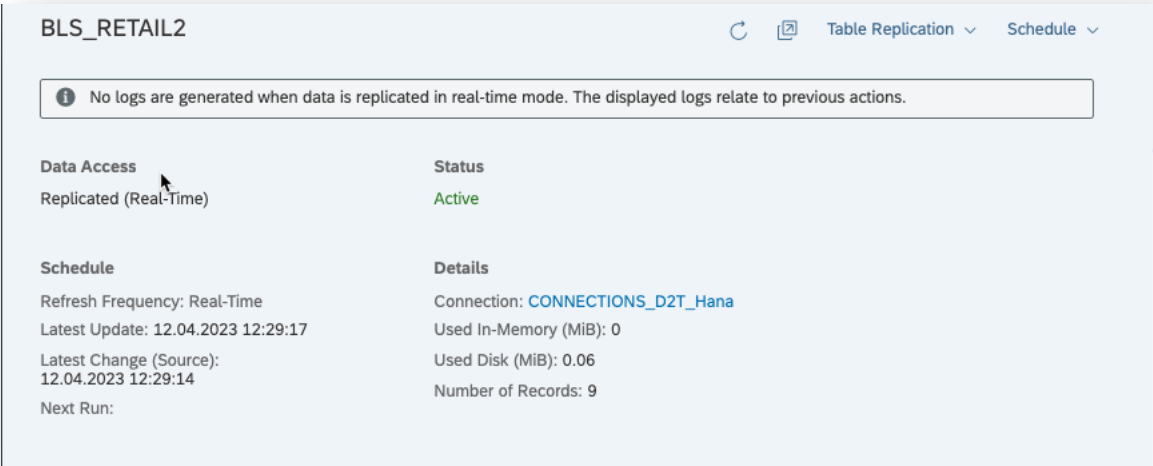 BLS_RETAIL2
Table Replication
Schedule
No logs are generated when data is replicated in real-time mode. The displayed logs relate to previous actions.
Data Access
Replicated (Real-Time)
Status
Active
Schedule
Refresh Frequency: Real-Time
Latest Update: 12.04.2023 12:29:17
Latest Change (Source):
12.04.2023 12:29:14
Next Run:
Details
Connection: CONNECTIONS_D2T_Hana
Used In-Memory (MiB): 0
Used Disk (MiB): 0.06
Number of Records: 9